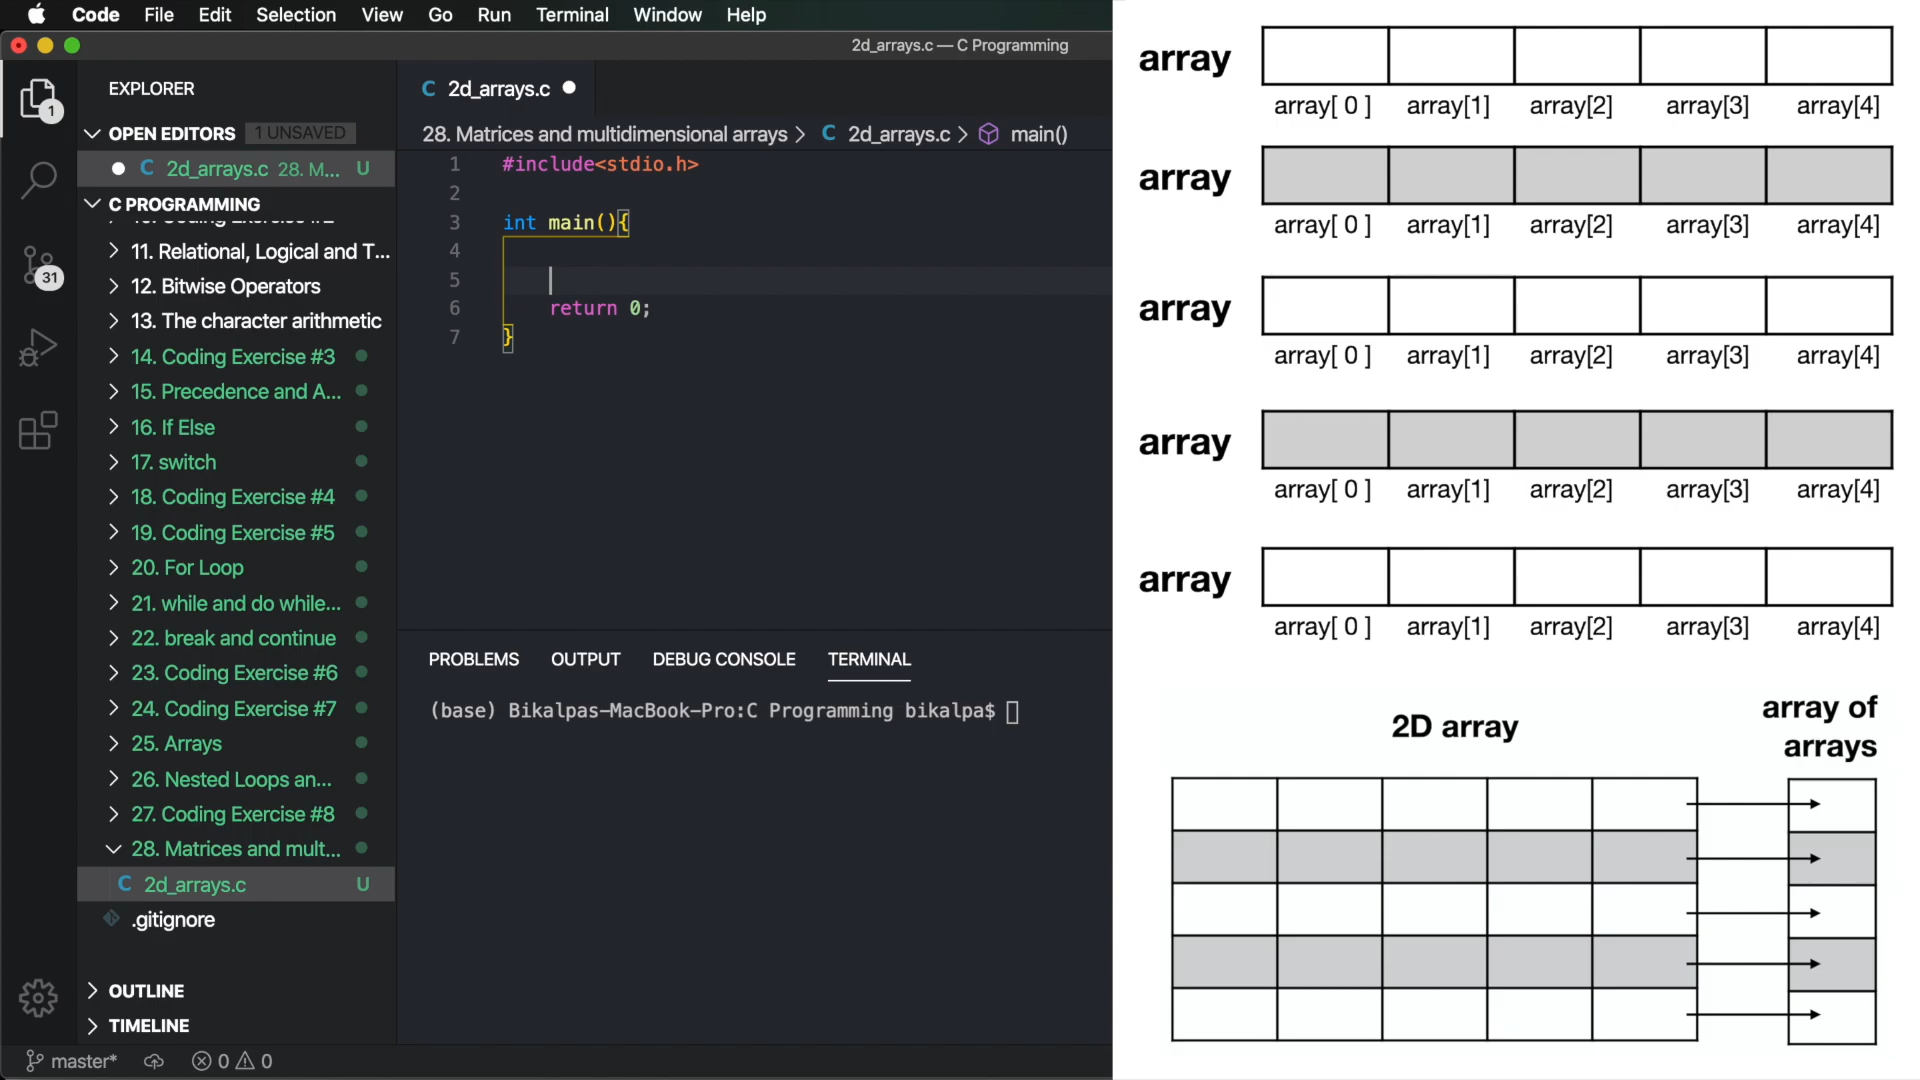 Code File Edit Selection View Go Run Terminal Window Help
2d_arrays.c — C Programming
1
EXPLORER
OPEN EDITORS 1 UNSAVED
C 2d_arrays.c 28. M... U
C PROGRAMMING
11. Relational, Logical and T...
12. Bitwise Operators
13. The character arithmetic
14. Coding Exercise #3
15. Precedence and A...
16. If Else
17. switch
18. Coding Exercise #4
19. Coding Exercise #5
20. For Loop
21. while and do while...
22. break and continue
23. Coding Exercise #6
24. Coding Exercise #7
25. Arrays
26. Nested Loops an...
27. Coding Exercise #8
28. Matrices and mult...
C 2d_arrays.c U
.gitignore
OUTLINE
TIMELINE
31
master* 0 0
C 2d_arrays.c
28. Matrices and multidimensional arrays > C 2d_arrays.c > main()
1 #include<stdio.h>
2
3 int main(){
4
5
6 return 0;
7 }
PROBLEMS OUTPUT DEBUG CONSOLE TERMINAL
(base) Bikalpas-MacBook-Pro:C Programming bikalpa$
array
array[ 0 ] array[1] array[2] array[3] array[4]
array
array[ 0 ] array[1] array[2] array[3] array[4]
array
array[ 0 ] array[1] array[2] array[3] array[4]
array
array[ 0 ] array[1] array[2] array[3] array[4]
array
array[ 0 ] array[1] array[2] array[3] array[4]
2D array
array of
arrays